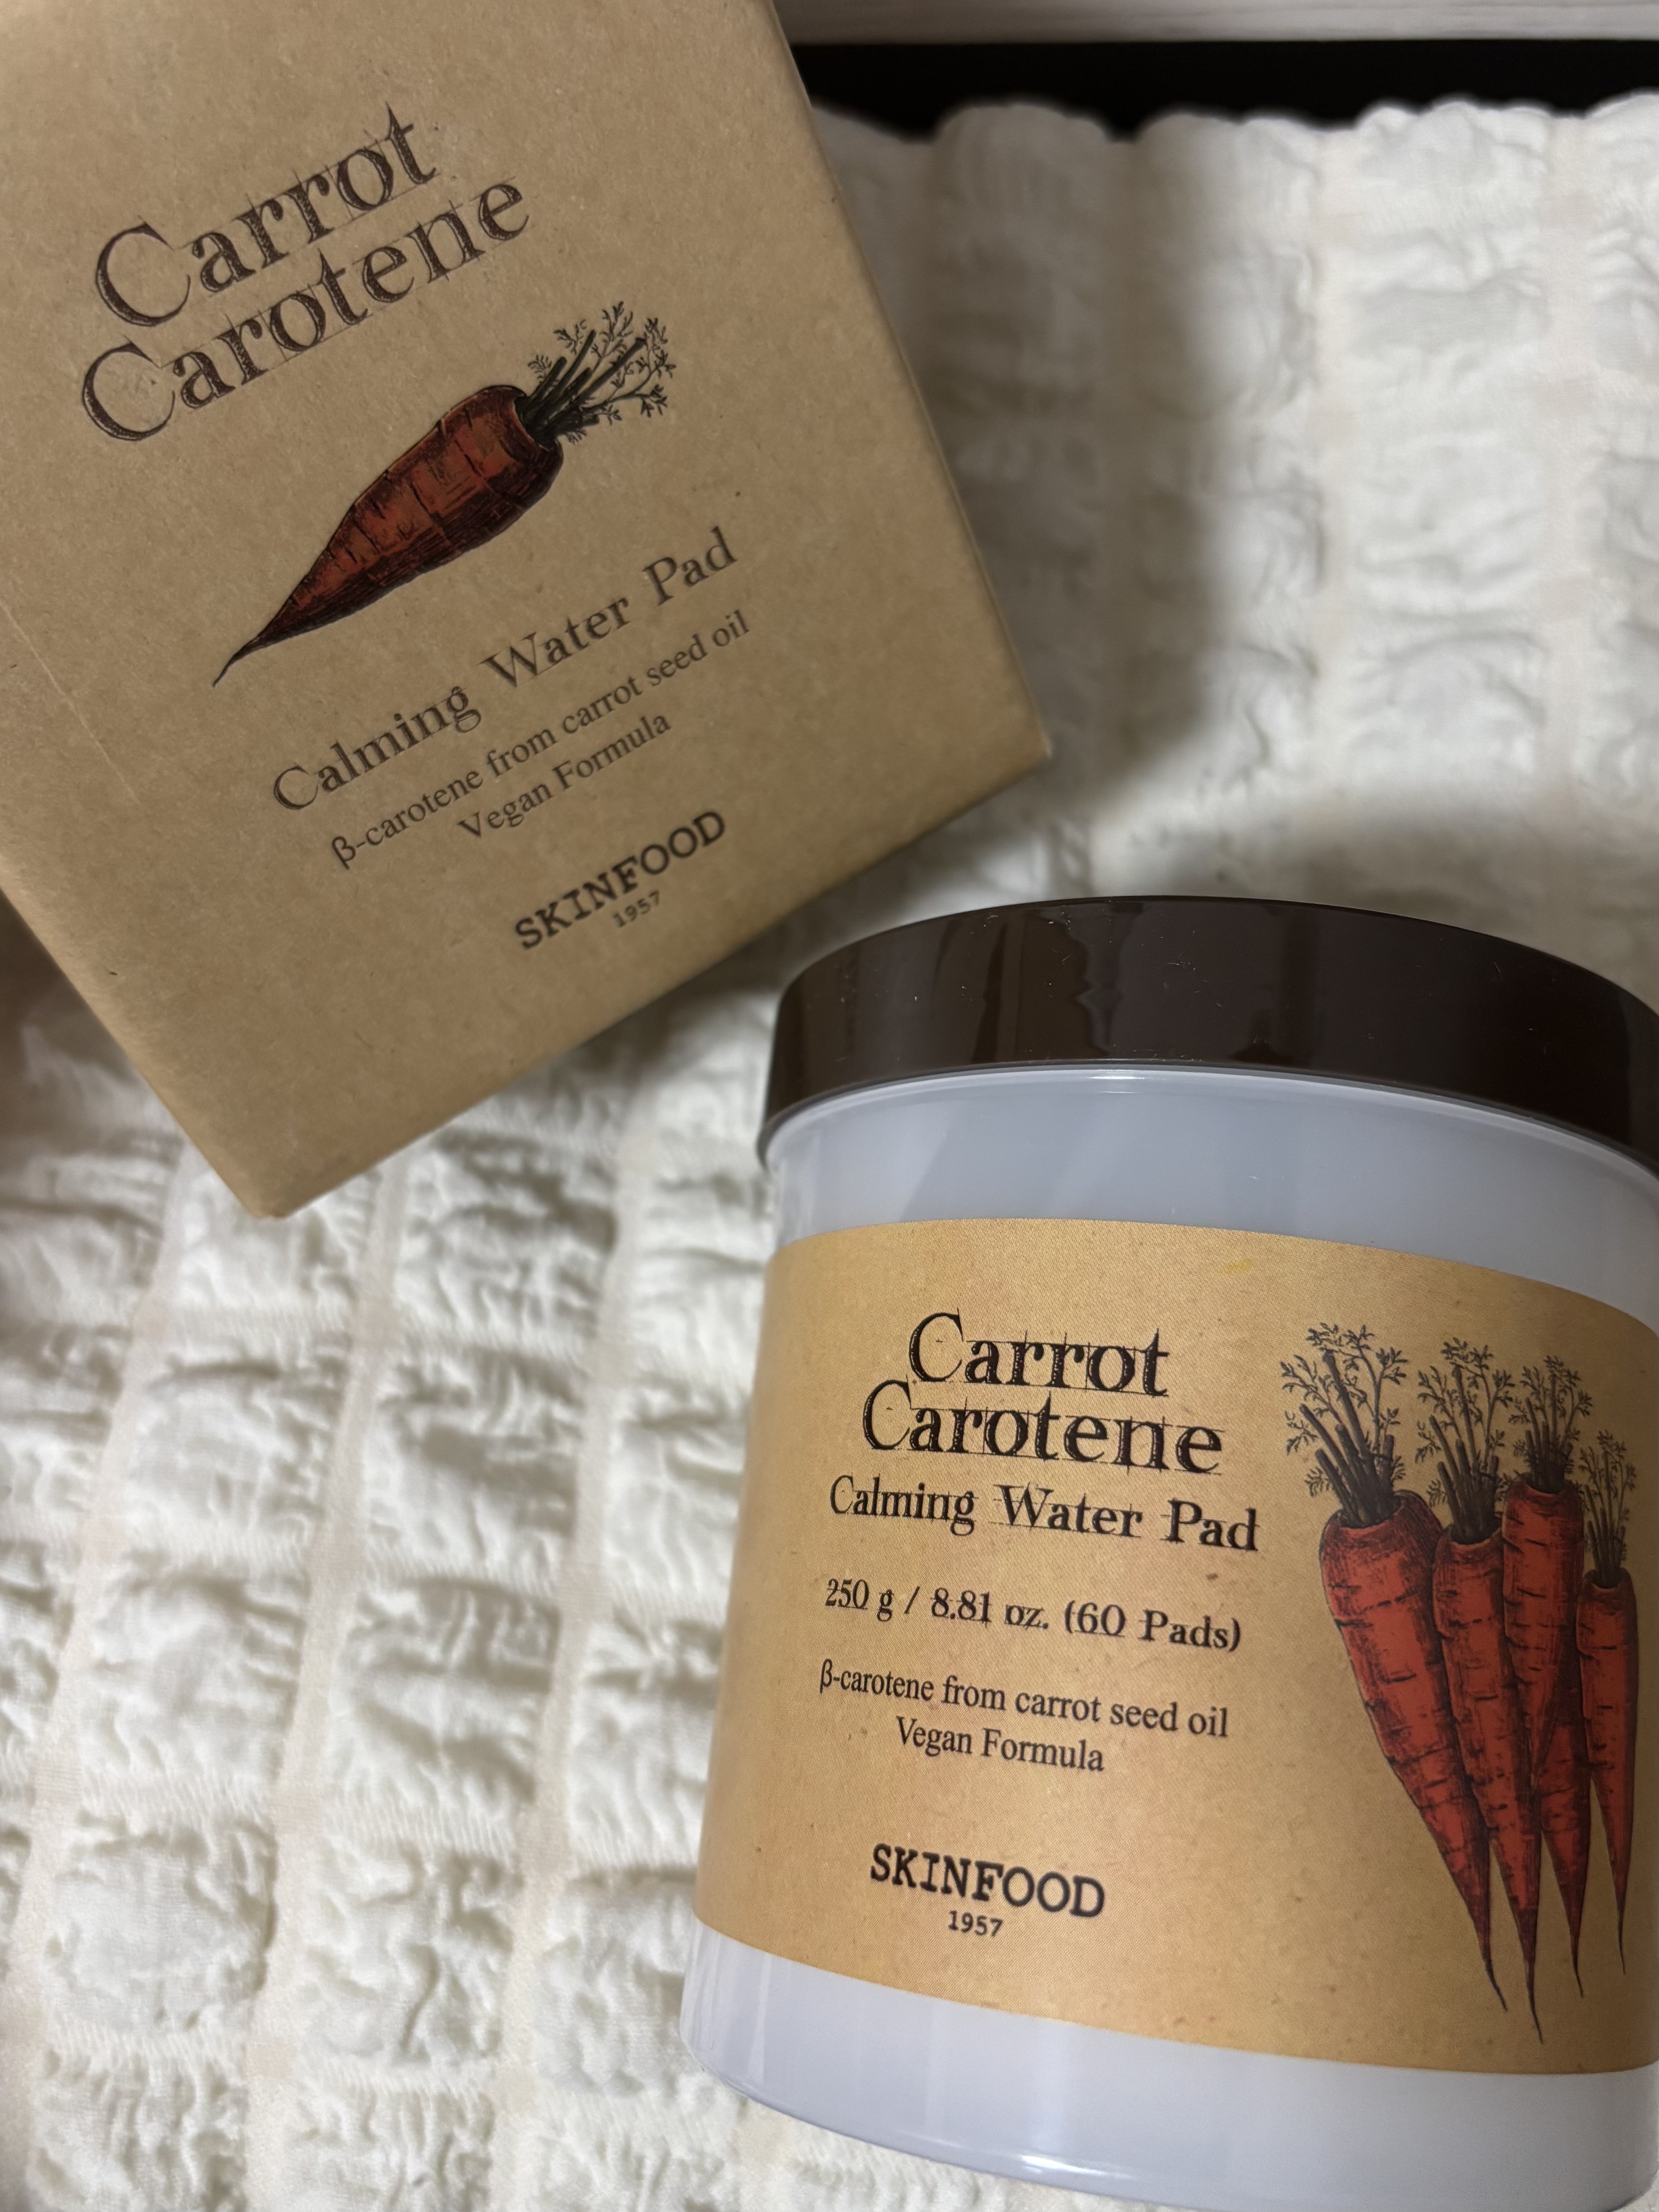 Carrot
Carotene
Calming Water Pad
β-carotene from carrot seed oil
Vegan Formula
SKINFOOD
1957
Carrot
Carotene
Calming Water Pad
250 g / 8.81 oz. (60 Pads)
β-carotene from carrot seed oil
Vegan Formula
SKINFOOD
1957